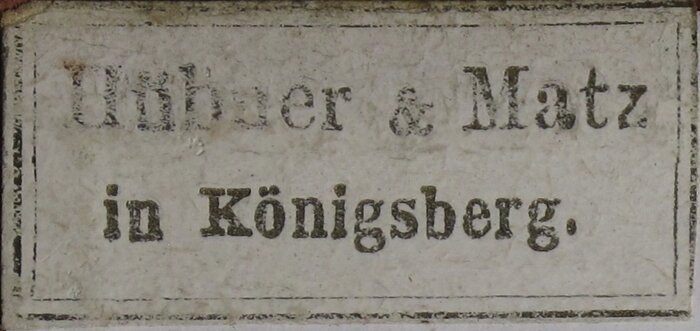 Hübner & Matz
in Königsberg.